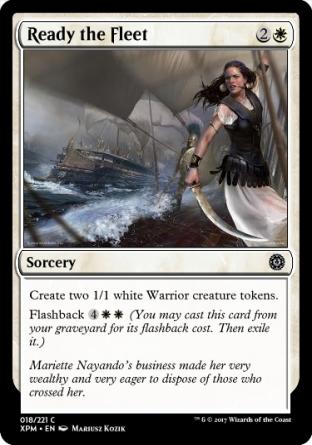 Ready the Fleet 2
Sorcery
Create two 1/1 white Warrior creature tokens.
Flashback 4 (You may cast this card from
your graveyard for its flashback cost. Then exile
it.)
Mariette Nayando's business made her very
wealthy and very eager to dispose of those who
crossed her.
018/221 C
XPM • EN Mariusz Kozik
™ & © 2017 Wizards of the Coast